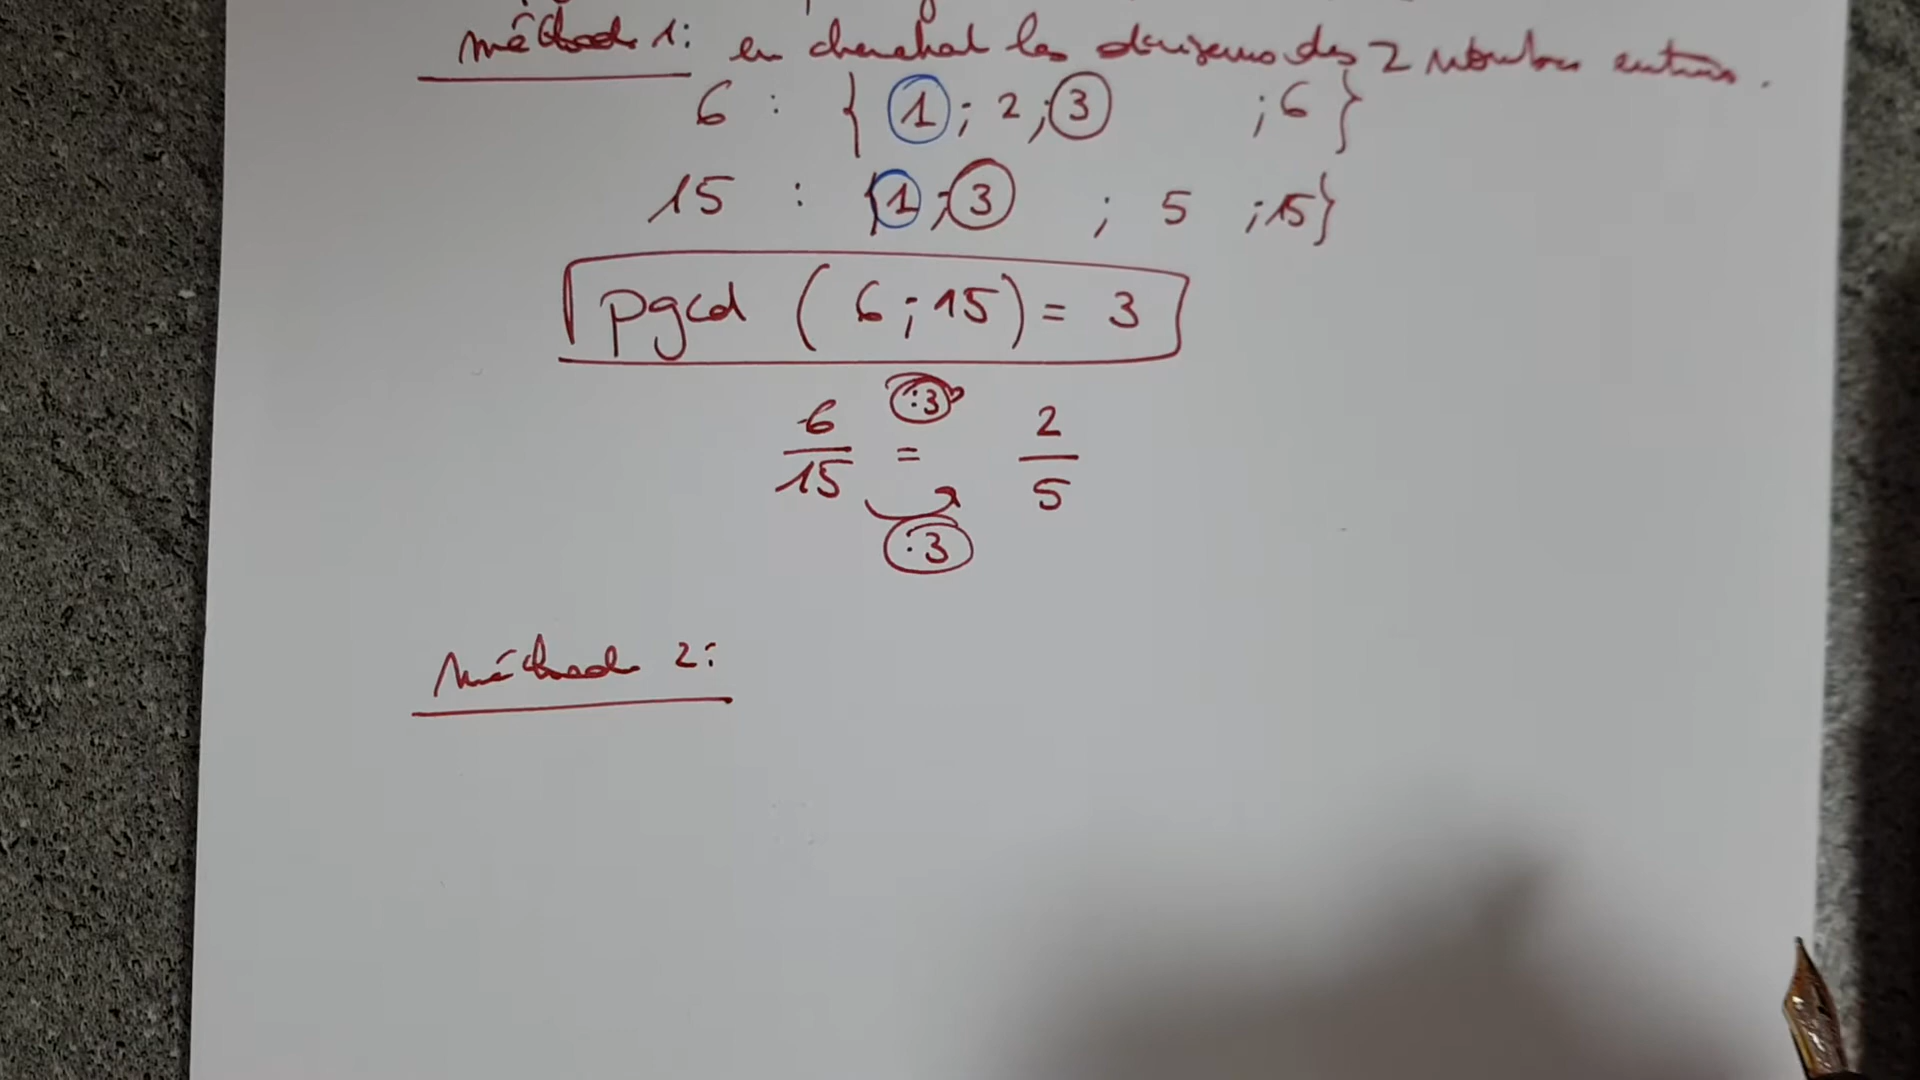 Méthode 1: en cherchant les diviseurs des 2 nombres entiers.
6 : { 1 ; 2 ; 3 ; 6 }
15 : { 1 ; 3 ; 5 ; 15 }
pgcd ( 6 ; 15 ) = 3
:3
6/15 = 2/5
:3
Méthode 2: